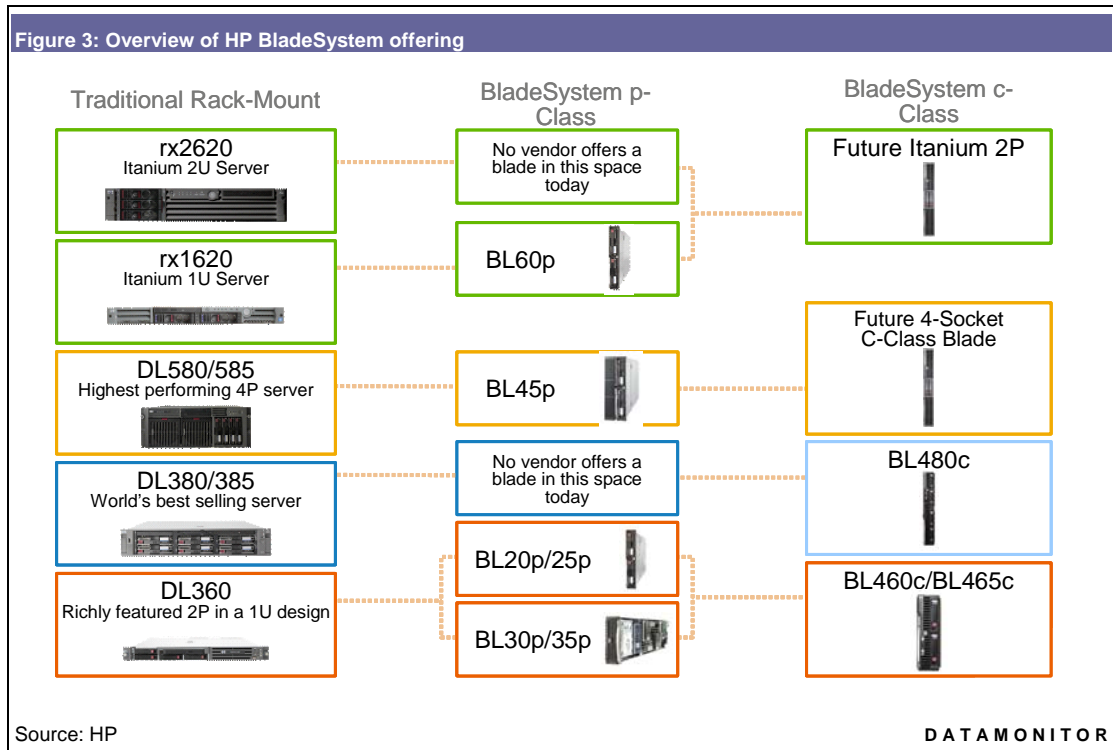 Figure 3: Overview of HP BladeSystem offering
Traditional Rack-Mount
BladeSystem p-
Class
BladeSystem c-
Class
rx2620
Itanium 2U Server
No vendor offers a
blade in this space
today
Future Itanium 2P
rx1620
Itanium 1U Server
BL60p
DL580/585
Highest performing 4P server
BL45p
Future 4-Socket
C-Class Blade
DL380/385
World's best selling server
No vendor offers a
blade in this space
today
BL480c
DL360
Richly featured 2P in a 1U design
BL20p/25p
BL30p/35p
BL460c/BL465c
Source: HP
DATAMONITOR